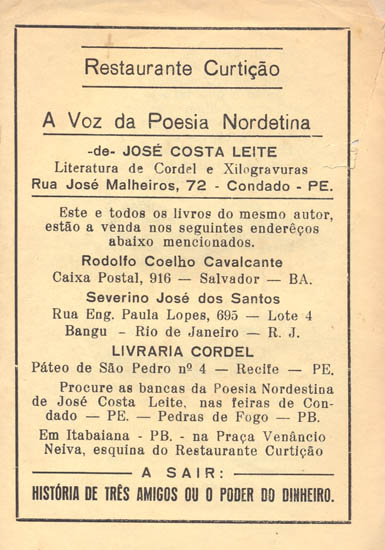 Restaurante Curtição
A Voz da Poesia Nordetina
-de- JOSÉ COSTA LEITE
Literatura de Cordel e Xilogravuras
Rua José Malheiros, 72 - Condado - PE.
Este e todos os livros do mesmo autor,
estão a venda nos seguintes enderêços
abaixo mencionados.
Rodolfo Coelho Cavalcante
Caixa Postal, 916 — Salvador — BA.
Severino José dos Santos
Rua Eng. Paula Lopes, 695 — Lote 4
Bangu - Rio de Janeiro — R. J.
LIVRARIA CORDEL
Páteo de São Pedro nº 4 — Recife — PE.
Procure as bancas da Poesia Nordestina
de José Costa Leite, nas feiras de Con-
dado — PE. — Pedras de Fogo — PB.
Em Itabaiana - PB. - na Praça Venâncio
Neiva, esquina do Restaurante Curtição
A SAIR:
HISTÓRIA DE TRÊS AMIGOS OU O PODER DO DINHEIRO.